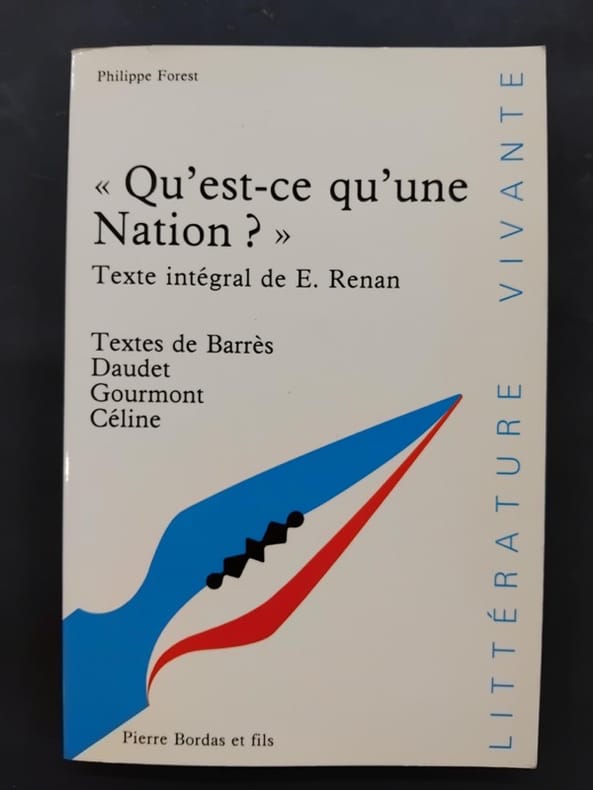 Philippe Forest
« Qu'est-ce qu'une
Nation ? »
Texte intégral de E. Renan
Textes de Barrès
Daudet
Gourmont
Céline
LITTÉRATURE VIVANTE
Pierre Bordas et fils